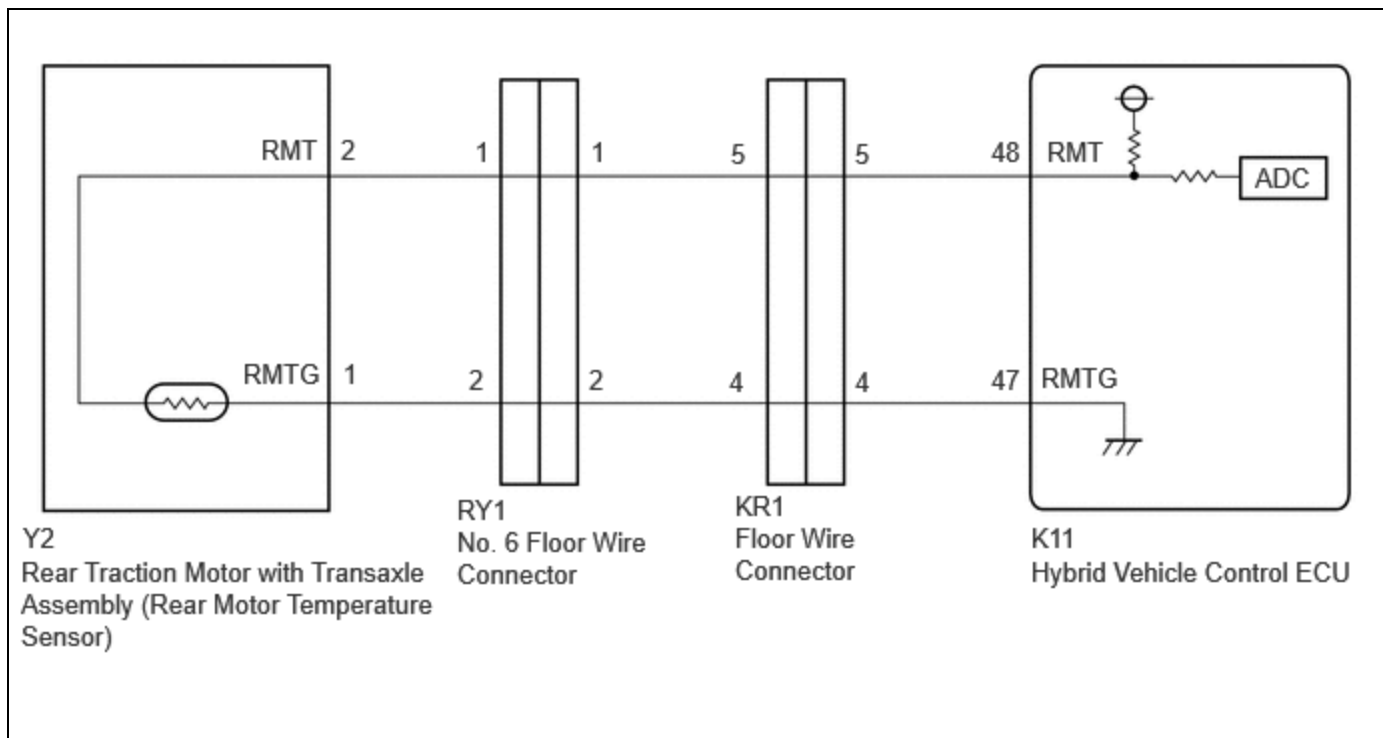 RMT 2 1 1 5 5 48 RMT
ADC
RMTG 1 2 2 4 4 47 RMTG
Y2
Rear Traction Motor with Transaxle
Assembly (Rear Motor Temperature
Sensor)
RY1
No. 6 Floor Wire
Connector
KR1
Floor Wire
Connector
K11
Hybrid Vehicle Control ECU